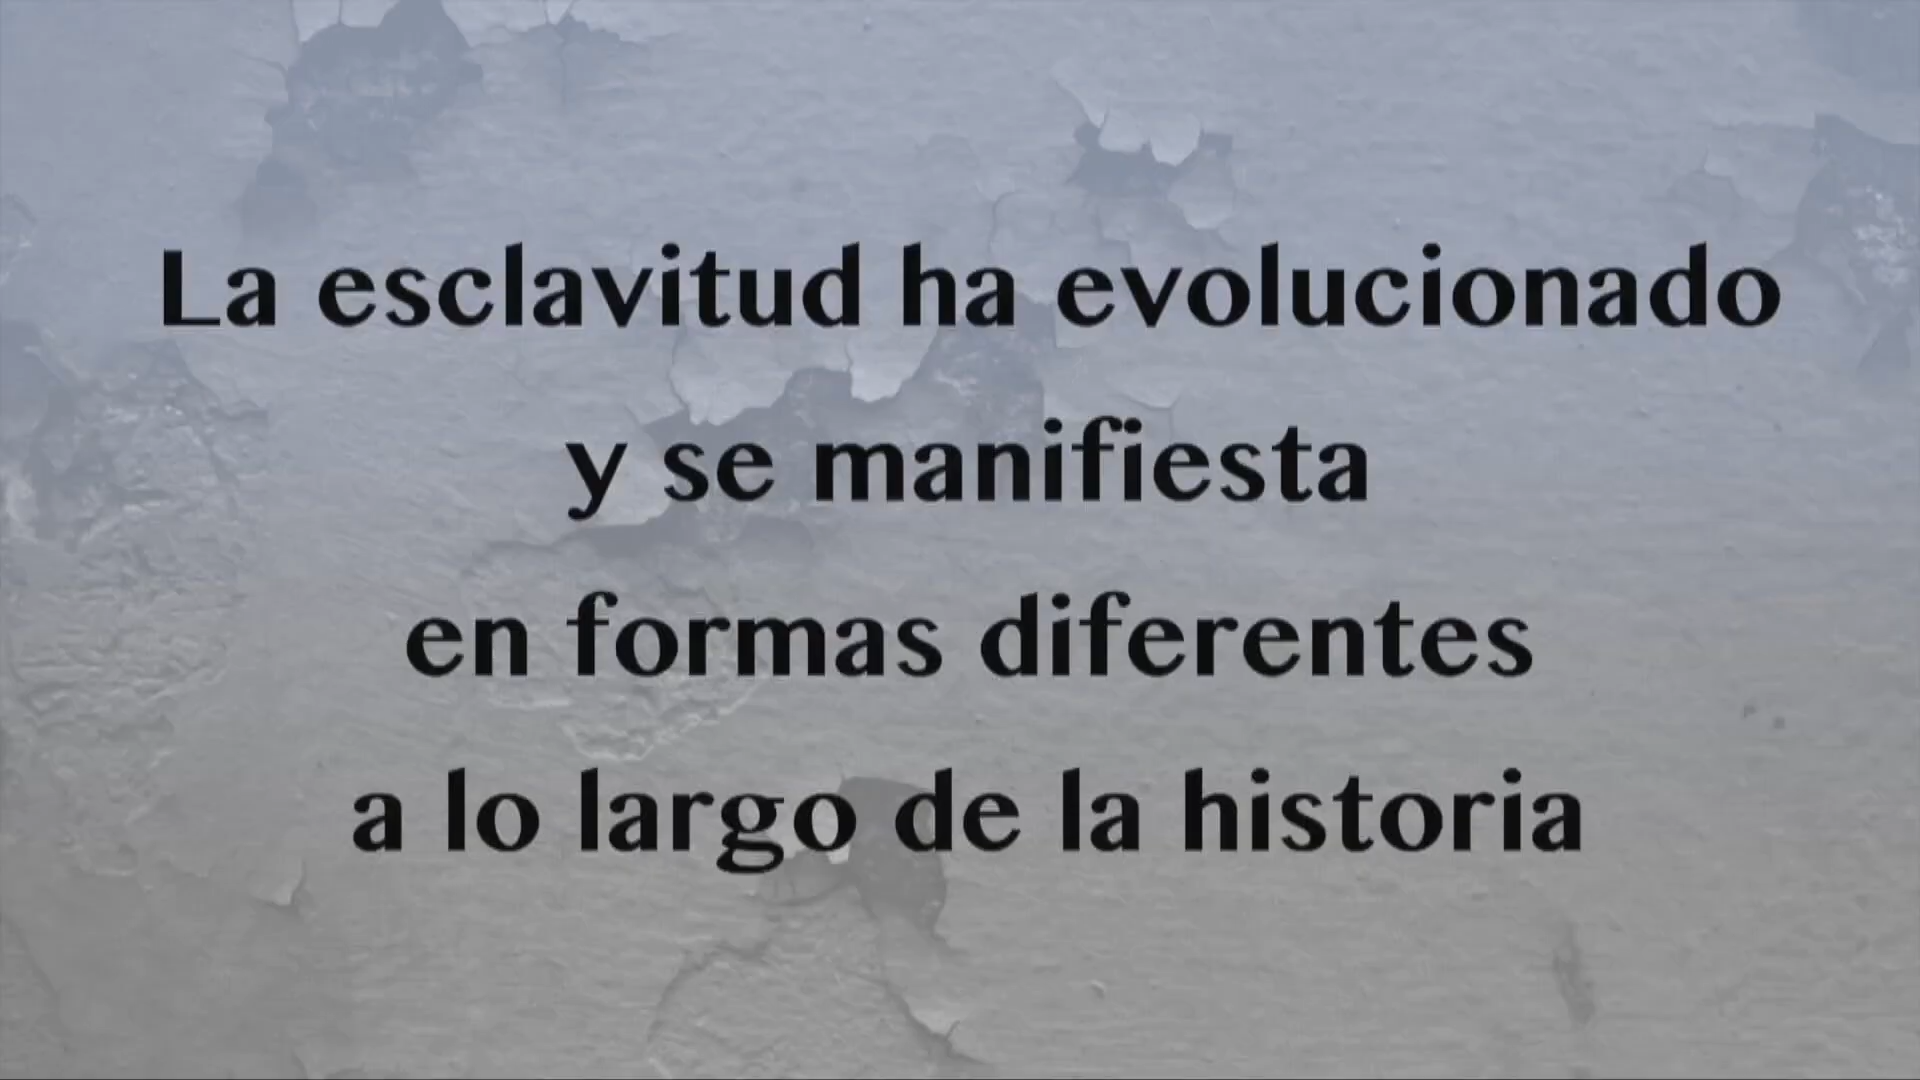 La esclavitud ha evolucionado
y se manifiesta
en formas diferentes
a lo largo de la historia